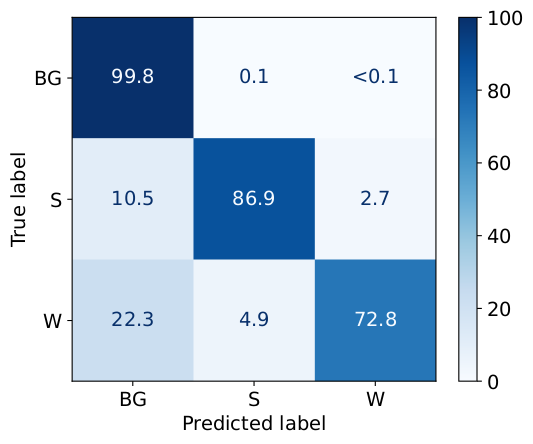 100
BG 99.8 0.1 <0.1
80
60
S 10.5 86.9 2.7
40
20
W 22.3 4.9 72.8
0
BG S W
True label
Predicted label